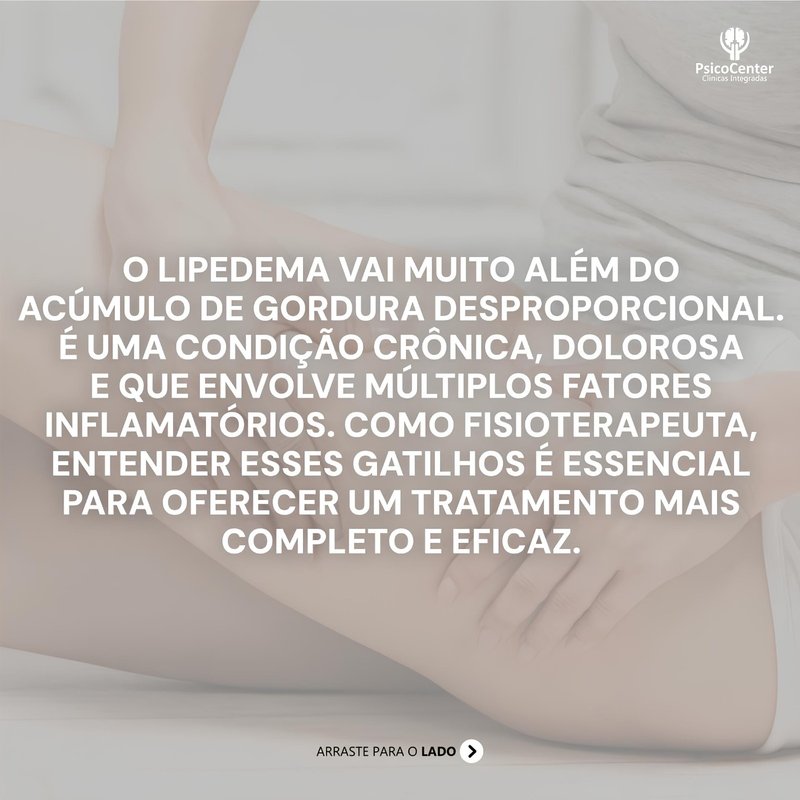 PsicoCenter
Clínicas Integradas
O LIPEDEMA VAI MUITO ALÉM DO
ACÚMULO DE GORDURA DESPROPORCIONAL.
É UMA CONDIÇÃO CRÔNICA, DOLOROSA
E QUE ENVOLVE MÚLTIPLOS FATORES
INFLAMATÓRIOS. COMO FISIOTERAPEUTA,
ENTENDER ESSES GATILHOS É ESSENCIAL
PARA OFERECER UM TRATAMENTO MAIS
COMPLETO E EFICAZ.
ARRASTE PARA O LADO